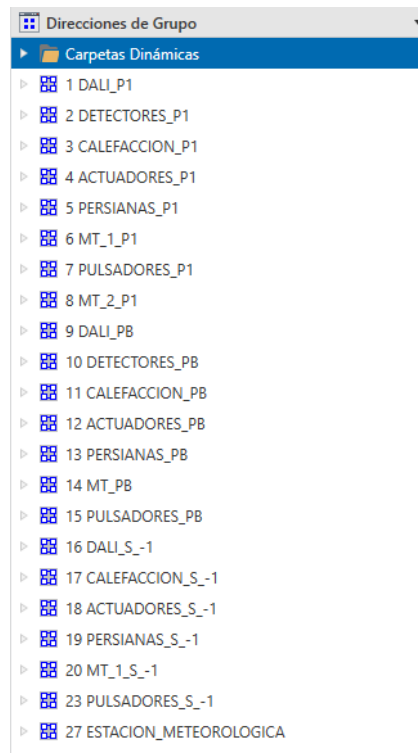 Direcciones de Grupo
Carpetas Dinámicas
1 DALI_P1
2 DETECTORES_P1
3 CALEFACCION_P1
4 ACTUADORES_P1
5 PERSIANAS_P1
6 MT_1_P1
7 PULSADORES_P1
8 MT_2_P1
9 DALI_PB
10 DETECTORES_PB
11 CALEFACCION_PB
12 ACTUADORES_PB
13 PERSIANAS_PB
14 MT_PB
15 PULSADORES_PB
16 DALI_S_-1
17 CALEFACCION_S_-1
18 ACTUADORES_S_-1
19 PERSIANAS_S_-1
20 MT_1_S_-1
23 PULSADORES_S_-1
27 ESTACION_METEOROLOGICA